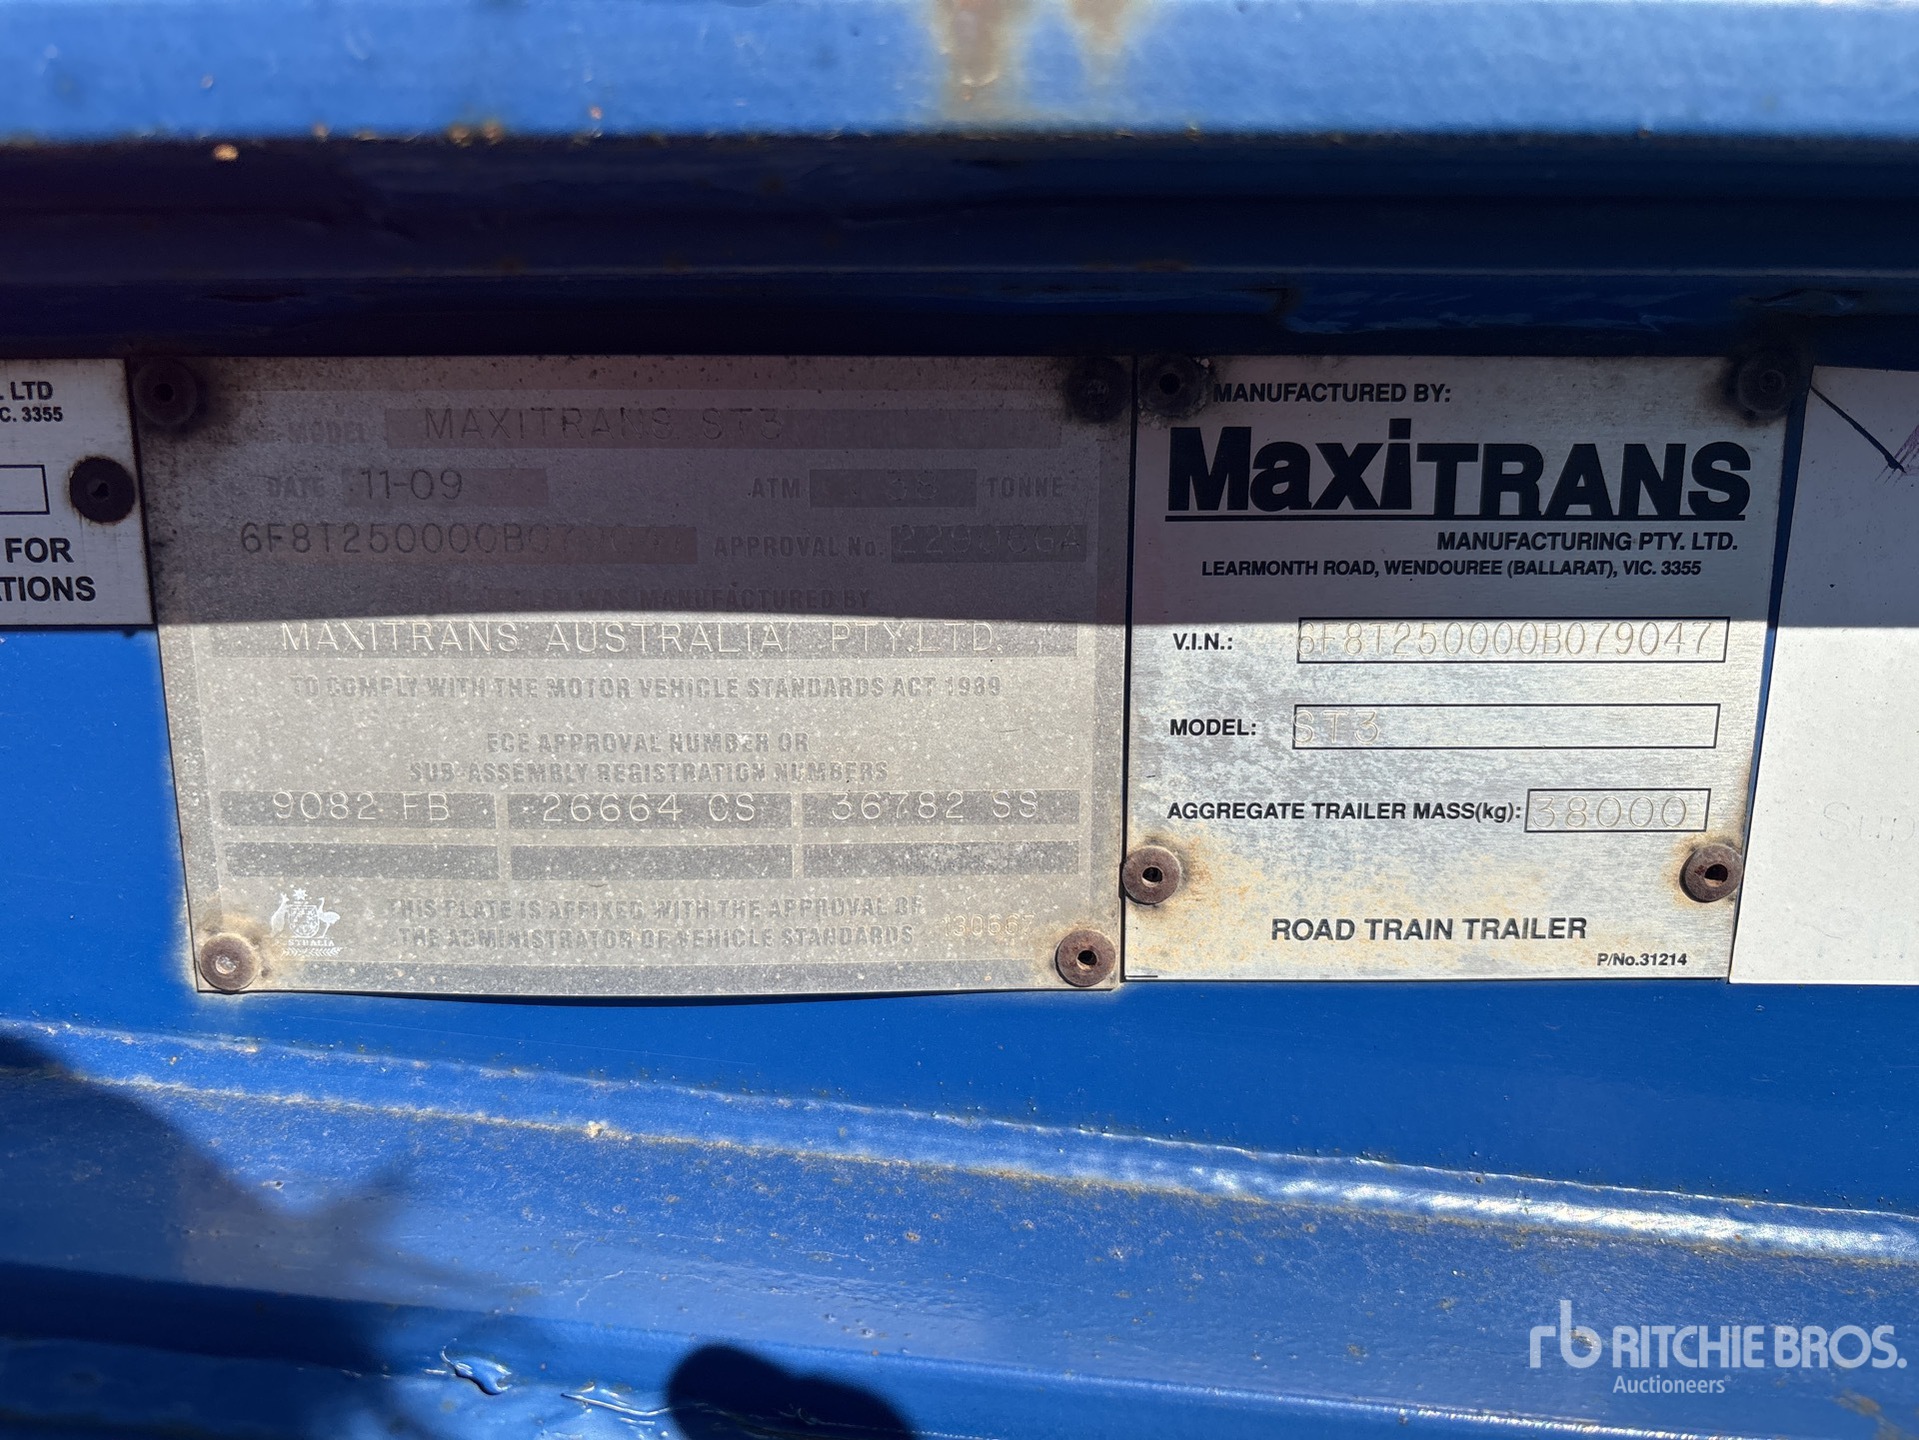 . LTD
C. 3355
FOR
TIONS
MODEL MAXITRANS ST3
DATE 11-09 ATM 38 TONNE
APPROVAL No.
WAS MANUFACTURED BY
MAXITRANS AUSTRALIA PTY.LTD.
TO COMPLY WITH THE MOTOR VEHICLE STANDARDS ACT 1989
ECE APPROVAL NUMBER OR
SUB-ASSEMBLY REGISTRATION NUMBERS
9082 FB 26664 CS 36782 SS
AUSTRALIA
THIS PLATE IS AFFIXED WITH THE APPROVAL OF
THE ADMINISTRATOR OF VEHICLE STANDARDS 130667
MANUFACTURED BY:
MaxiTRANS
MANUFACTURING PTY. LTD.
LEARMONTH ROAD, WENDOUREE (BALLARAT), VIC. 3355
V.I.N.: 6F8T250000B079047
MODEL: ST3
AGGREGATE TRAILER MASS(kg): 38000
ROAD TRAIN TRAILER
P/No.31214
rb RITCHIE BROS.
Auctioneers